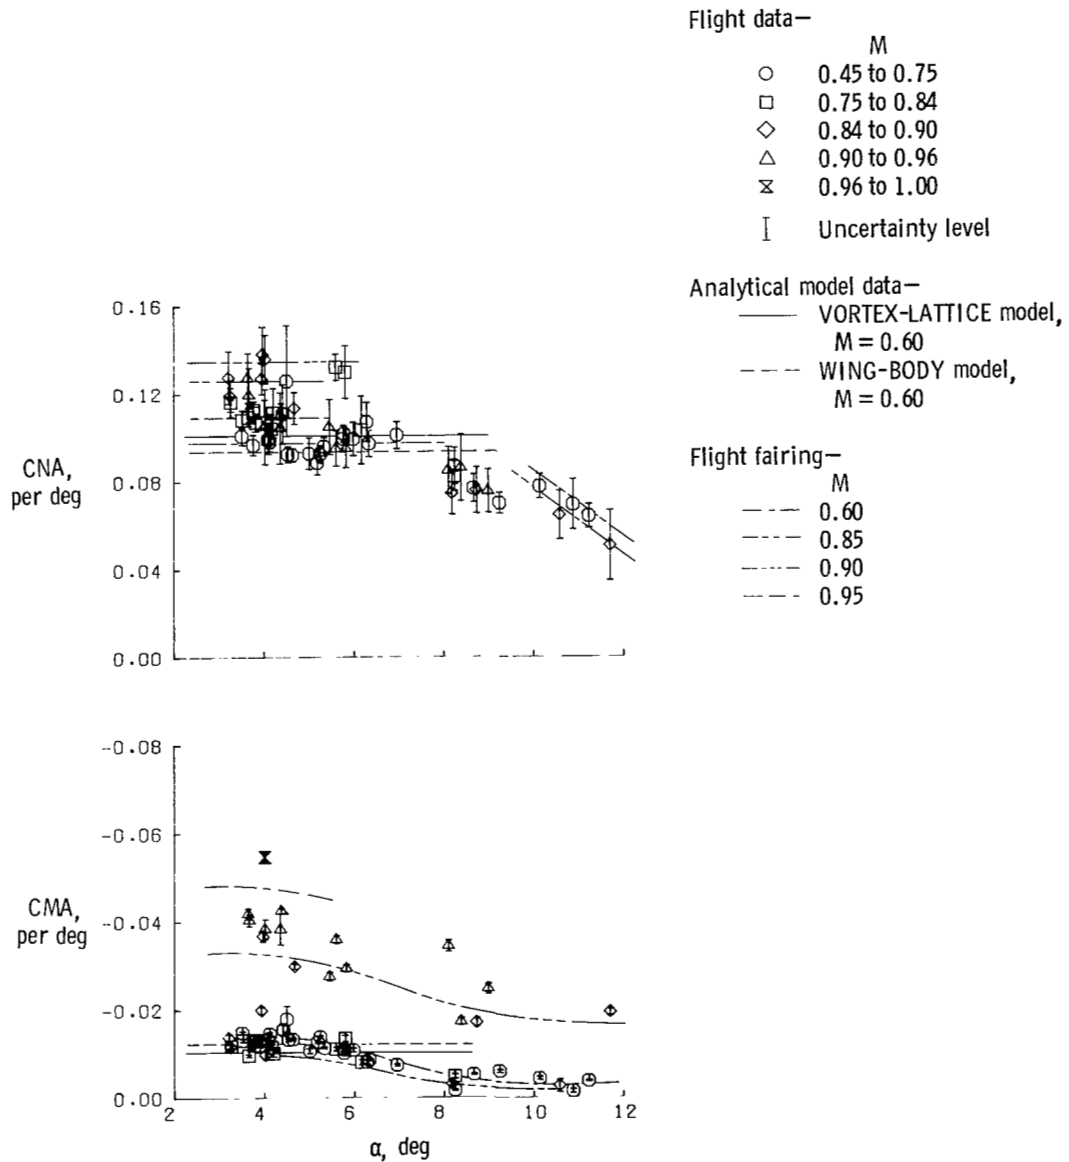 Flight data—
M
0.45 to 0.75
0.75 to 0.84
0.84 to 0.90
0.90 to 0.96
0.96 to 1.00
Uncertainty level
Analytical model data—
VORTEX-LATTICE model,
M = 0.60
WING-BODY model,
M = 0.60
Flight fairing—
M
0.60
0.85
0.90
0.95
0.16
0.12
CNA,
per deg
0.08
0.04
0.00
-0.08
-0.06
CMA,
per deg
-0.04
-0.02
0.00
2 4 6 8 10 12
α, deg